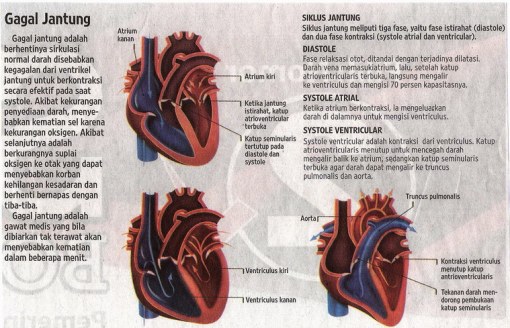 Gagal Jantung
Gagal jantung adalah
berhentinya sirkulasi
normal darah disebabkan
kegagalan dari ventrikel
jantung untuk berkontraksi
secara efektif pada saat
systole. Akibat kekurangan
penyediaan darah, menye-
babkan kematian sel karena
kekurangan oksigen. Akibat
selanjutnya adalah
berkurangnya suplai
oksigen ke otak yang dapat
menyebabkan korban
kehilangan kesadaran dan
berhenti bernapas dengan
tiba-tiba.
Gagal jantung adalah
gawat medis yang bila
dibiarkan tak terawat akan
menyebabkan kematian
dalam beberapa menit.
Atrium
kanan
Atrium kiri
Ketika jantung
istirahat, katup
atrioventricular
terbuka
Katup seminularis
tertutup pada
diastole dan
systole
SIKLUS JANTUNG
Siklus jantung meliputi tiga fase, yaitu fase istirahat (diastole)
dan dua fase kontraksi (systole atrial dan ventricular).
DIASTOLE
Fase relaksasi otot, ditandai dengan terjadinya dilatasi.
Darah vena memasukiatrium, lalu, setelah katup
atrioventricularis terbuka, langsung mengalir
ke ventriculus dan mengisi 70 persen kapasitasnya.
SYSTOLE ATRIAL
Ketika atrium berkontraksi, ia mengeluarkan
darah di dalamnya untuk mengisi ventriculus.
SYSTOLE VENTRICULAR
Systole ventricular adalah kontraksi dari ventriculus. Katup
atrioventricularis menutup untuk mencegah darah
mengalir balik ke atrium, sedangkan katup seminularis
terbuka agar darah dapat mengalir ke truncus
pulmonalis dan aorta.
Ventriculus kiri
Ventriculus kanan
Truncus pulmonalis
Aorta
Kontraksi ventriculus
menutup katup
antrioventricularis
Tekanan darah men-
dorong pembukaan
katup seminularis